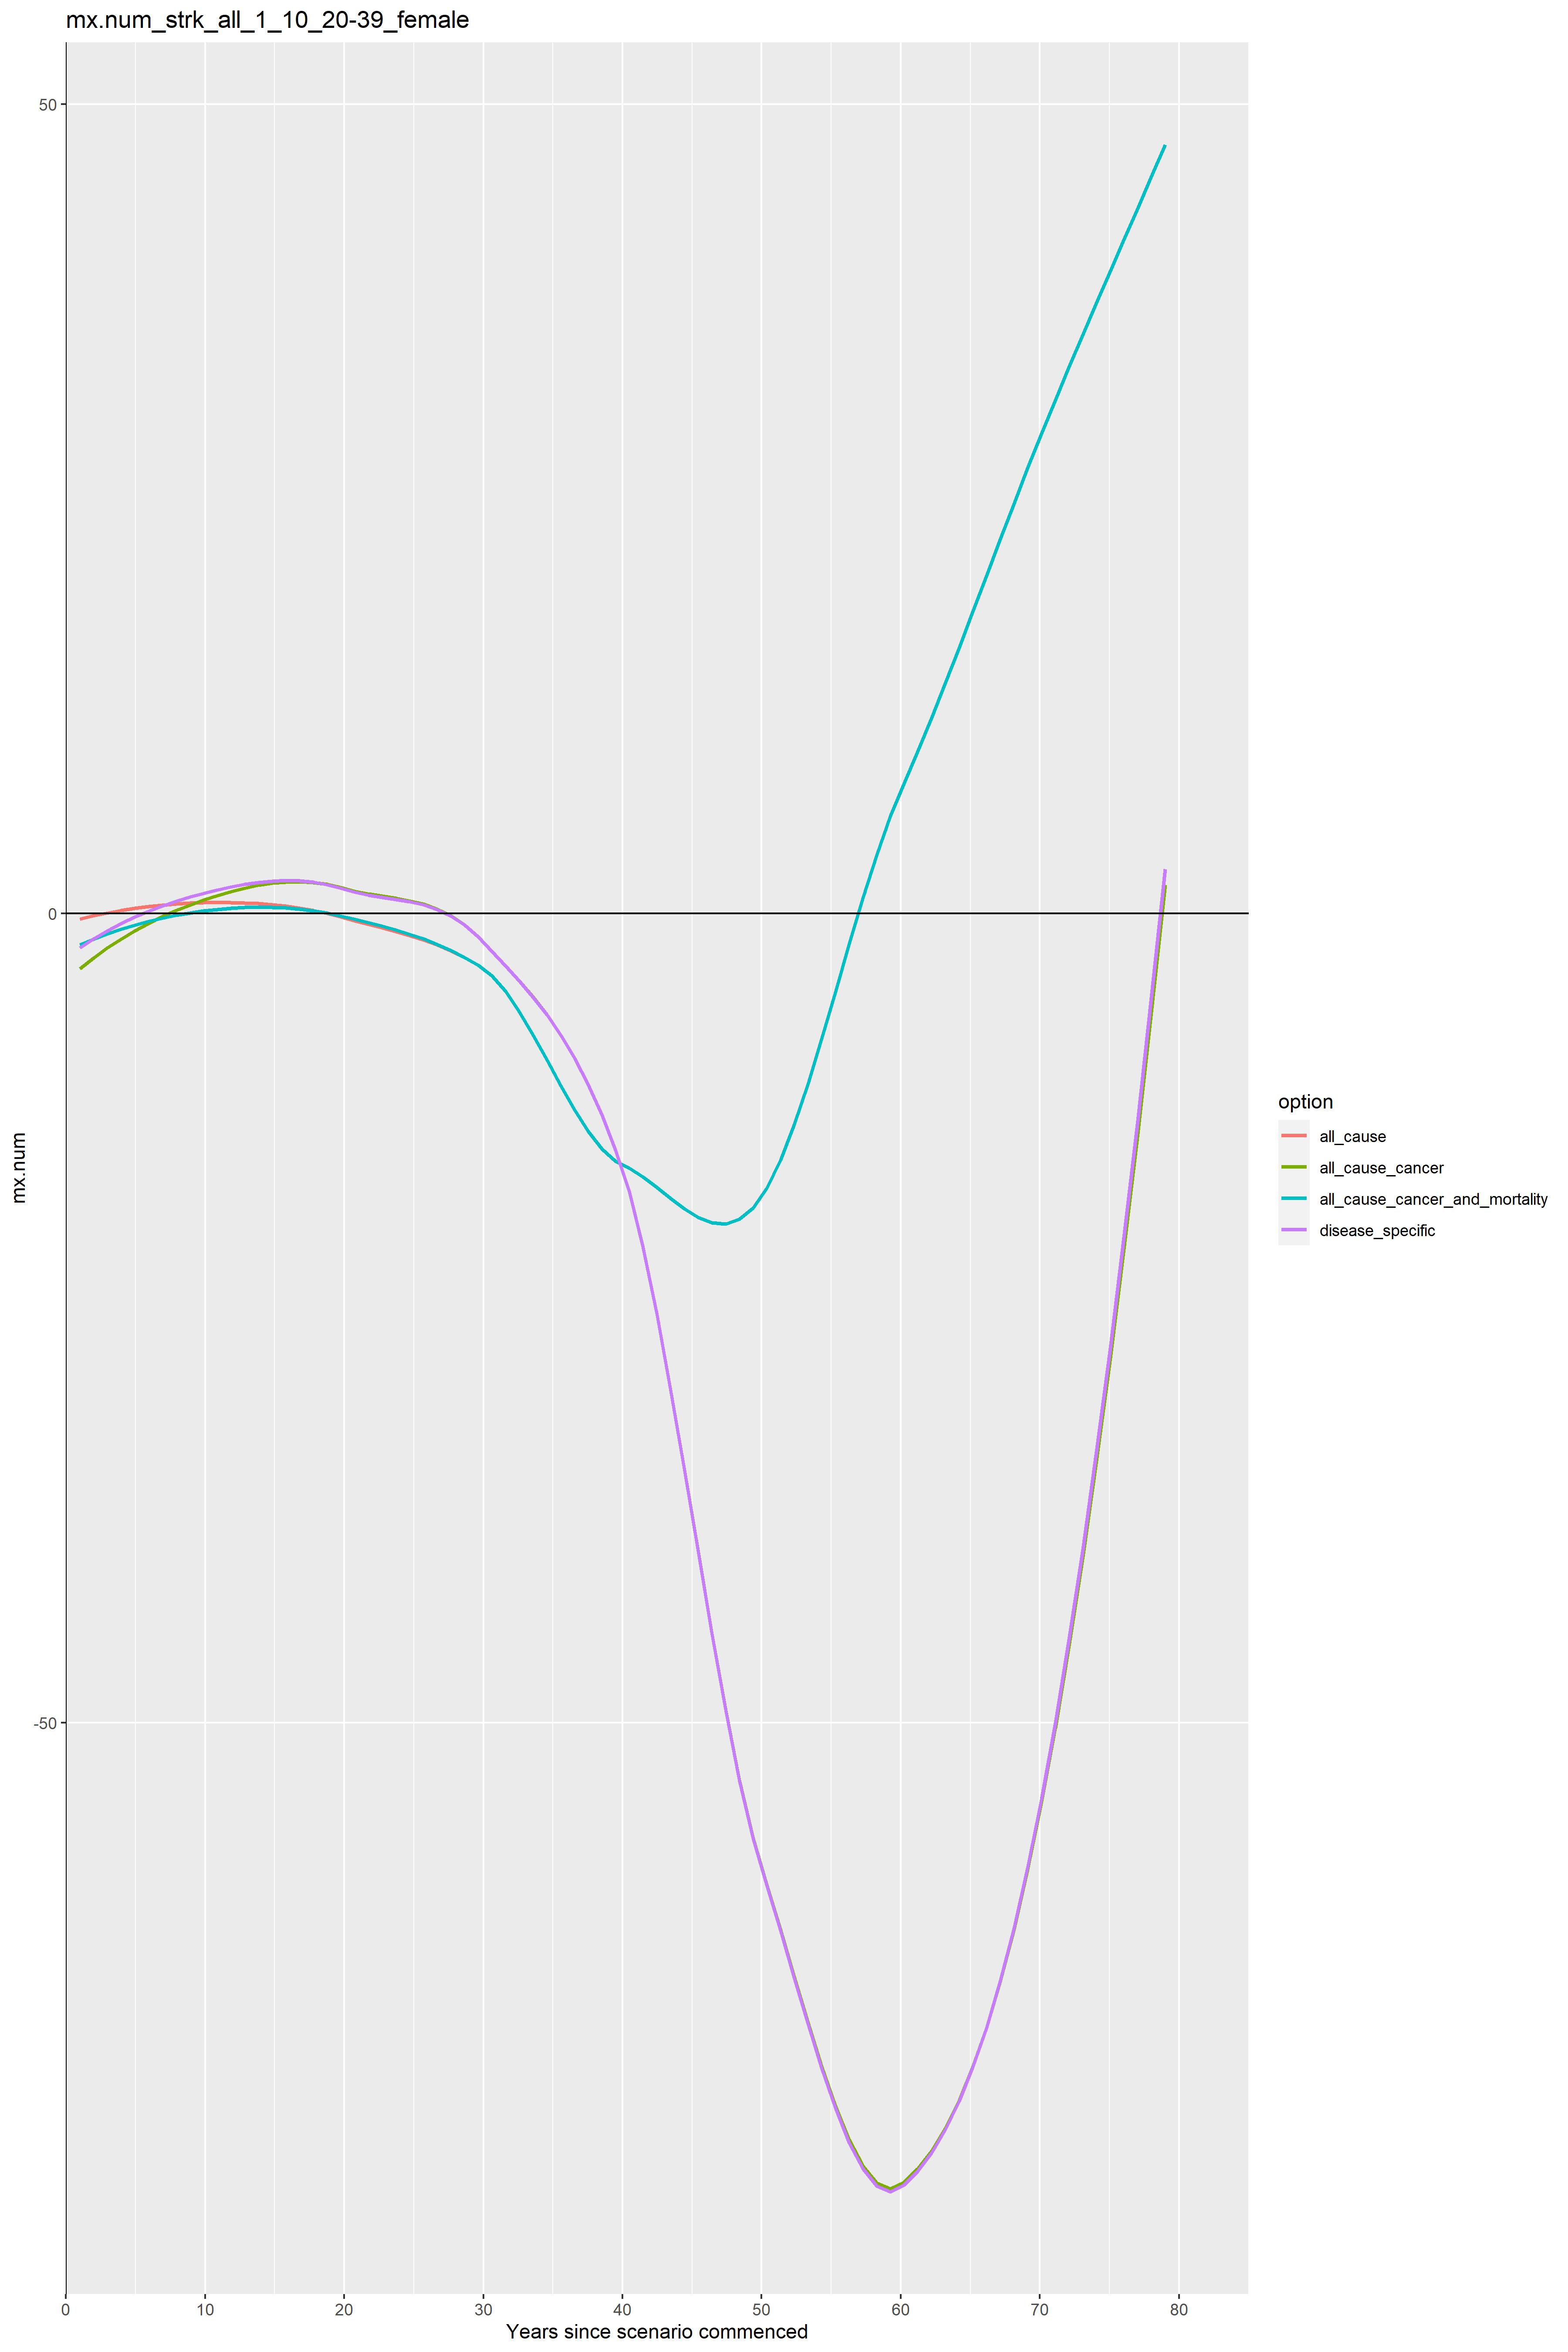 mx.num_strk_all_1_10_20-39_female
50
0
-50
mx.num
0 10 20 30 40 50 60 70 80
Years since scenario commenced
option
all_cause
all_cause_cancer
all_cause_cancer_and_mortality
disease_specific